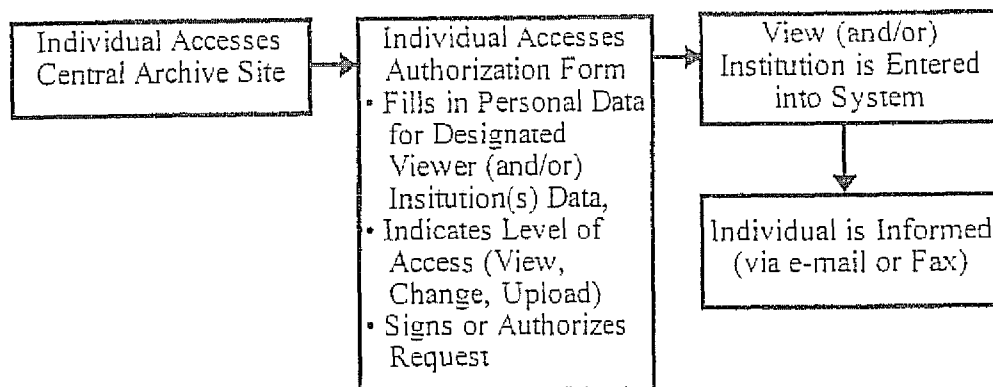 Individual Accesses
Central Archive Site
Individual Accesses
Authorization Form
• Fills in Personal Data
for Designated
Viewer (and/or)
Insitution(s) Data,
• Indicates Level of
Access (View,
Change, Upload)
• Signs or Authorizes
Request
View (and/or)
Institution is Entered
into System
Individual is Informed
(via e-mail or Fax)